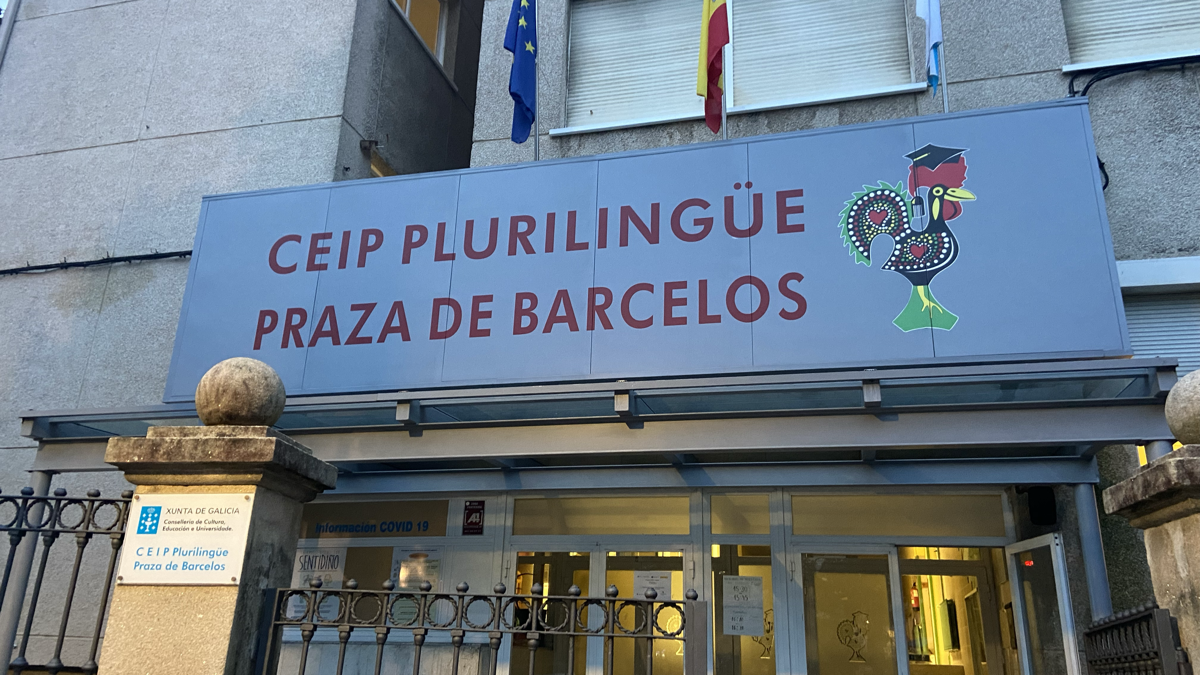 CEIP PLURILINGÜE
PRAZA DE BARCELOS
XUNTA DE GALICIA
Consellería de Cultura,
Educación e Universidade.
C E I P Plurilingüe
Praza de Barcelos
Información COVID 19
SENTIDIÑO